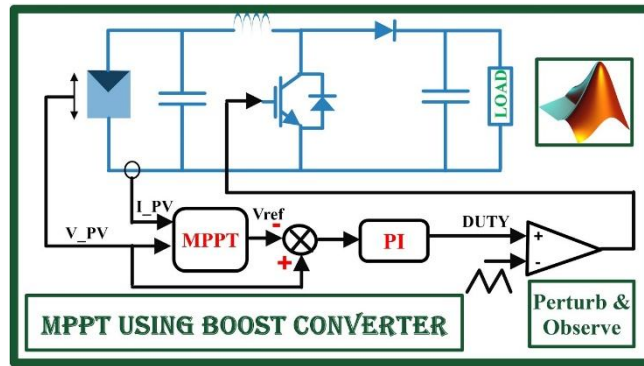 LOAD
I_PV
V_PV
MPPT
Vref
-
+
PI
DUTY
+
-
MPPT USING BOOST CONVERTER
Perturb &
Observe